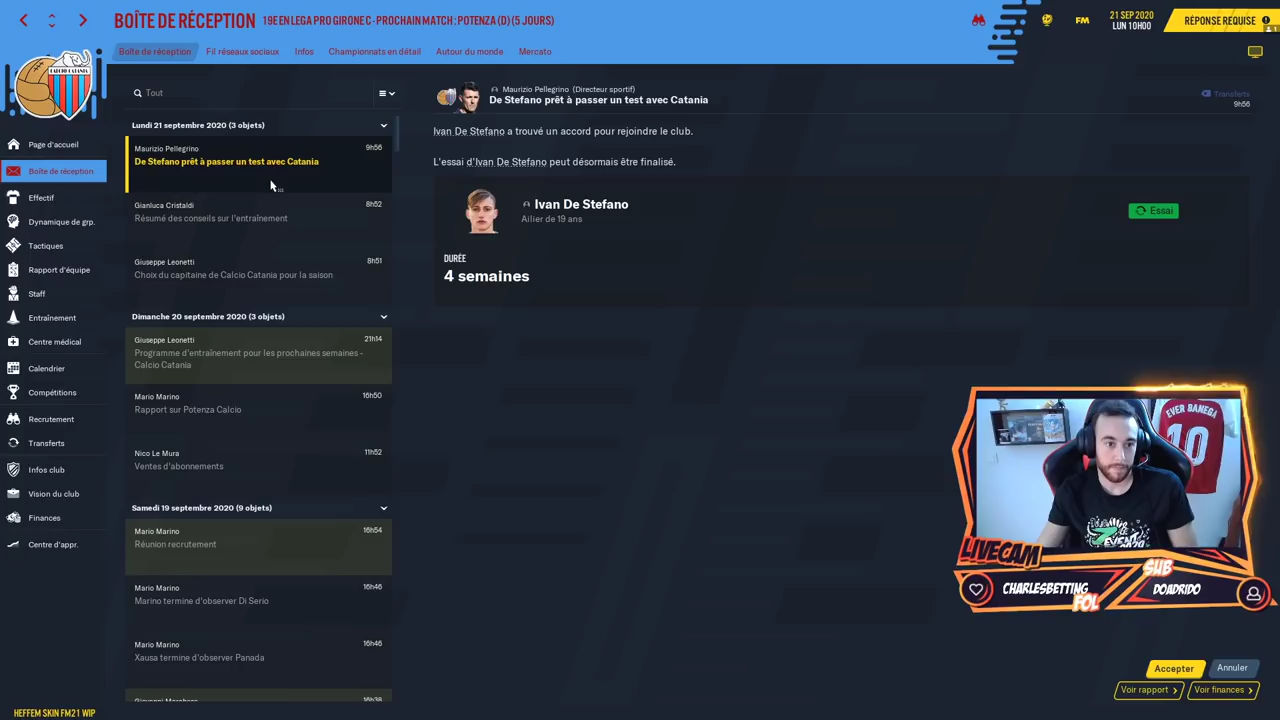 BOÎTE DE RÉCEPTION
19E EN LEGA PRO GIRONE C - PROCHAIN MATCH : POTENZA (D) (5 JOURS)
FM
21 SEP 2020
LUN 10H00
RÉPONSE REQUISE
1
Boîte de réception
Fil réseaux sociaux
Infos
Championnats en détail
Autour du monde
Mercato
CALCIO CATANIA
Page d'accueil
Boîte de réception
Effectif
Dynamique de grp.
Tactiques
Rapport d'équipe
Staff
Entraînement
Centre médical
Calendrier
Compétitions
Recrutement
Transferts
Infos club
Vision du club
Finances
Centre d'appr.
HEFFEM SKIN FM21 WIP
Tout
Lundi 21 septembre 2020 (3 objets)
Maurizio Pellegrino 9h56
De Stefano prêt à passer un test avec Catania
Gianluca Cristaldi 8h52
Résumé des conseils sur l'entraînement
Giuseppe Leonetti 8h51
Choix du capitaine de Calcio Catania pour la saison
Dimanche 20 septembre 2020 (3 objets)
Giuseppe Leonetti 21h14
Programme d'entraînement pour les prochaines semaines -
Calcio Catania
Mario Marino 16h50
Rapport sur Potenza Calcio
Nico Le Mura 11h52
Ventes d'abonnements
Samedi 19 septembre 2020 (9 objets)
Mario Marino 16h54
Réunion recrutement
Mario Marino 16h46
Marino termine d'observer Di Serio
Mario Marino 16h46
Xausa termine d'observer Panada
16h38
Maurizio Pellegrino (Directeur sportif)
De Stefano prêt à passer un test avec Catania
Transferts
9h56
Ivan De Stefano a trouvé un accord pour rejoindre le club.
L'essai d'Ivan De Stefano peut désormais être finalisé.
Ivan De Stefano
Ailier de 19 ans
Essai
DURÉE
4 semaines
EVER BANEGA
10
LIVECAM
CHARLESBETTING
FOL
SUB
DOADRIDO
Accepter
Annuler
Voir rapport
Voir finances